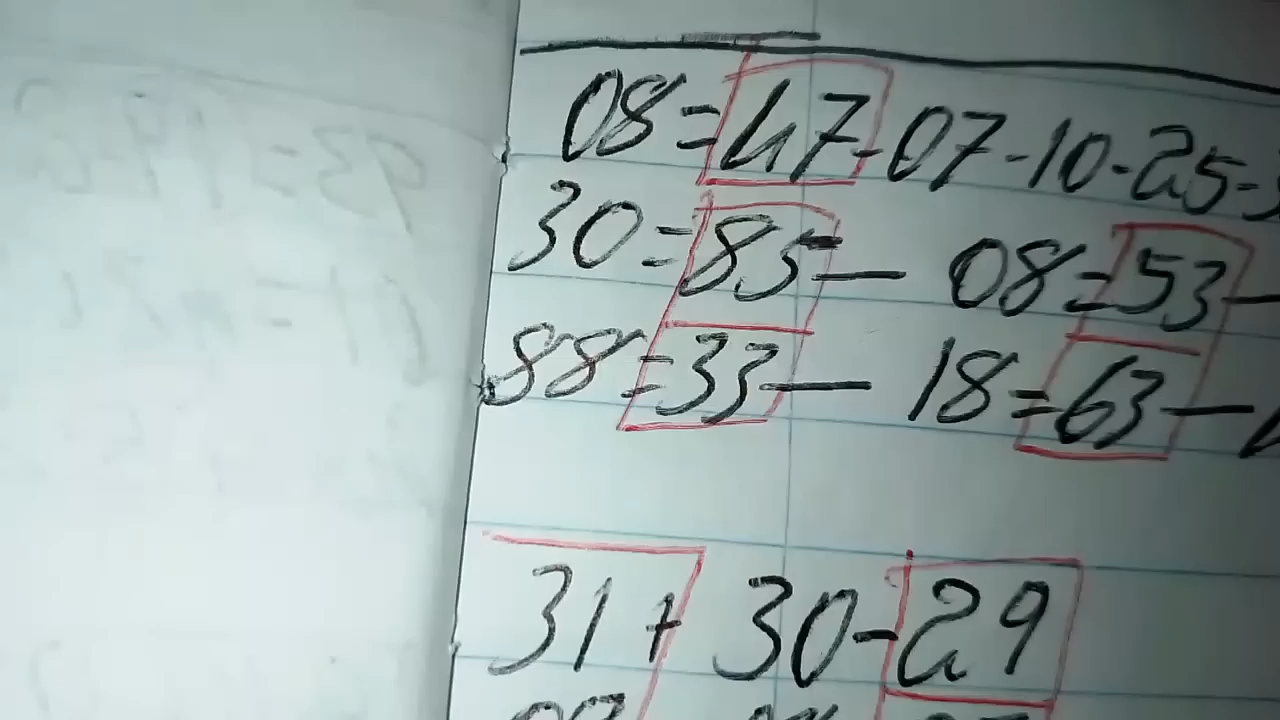 08=47-07-10-25-
30=85— 08=53—
88=33— 18=63—
31+ 30-29